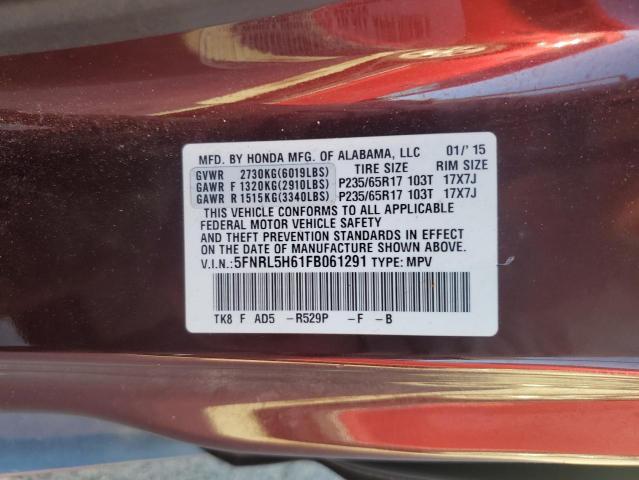 MFD. BY HONDA MFG. OF ALABAMA, LLC 01/'15
TIRE SIZE RIM SIZE
GVWR 2730KG(6019LBS)
GAWR F 1320KG(2910LBS) P235/65R17 103T 17X7J
GAWR R 1515KG(3340LBS) P235/65R17 103T 17X7J
THIS VEHICLE CONFORMS TO ALL APPLICABLE
FEDERAL MOTOR VEHICLE SAFETY
AND THEFT PREVENTION STANDARDS IN EFFECT
ON THE DATE OF MANUFACTURE SHOWN ABOVE.
V.I.N.: 5FNRL5H61FB061291 TYPE: MPV
TK8 F AD5 -R529P -F -B